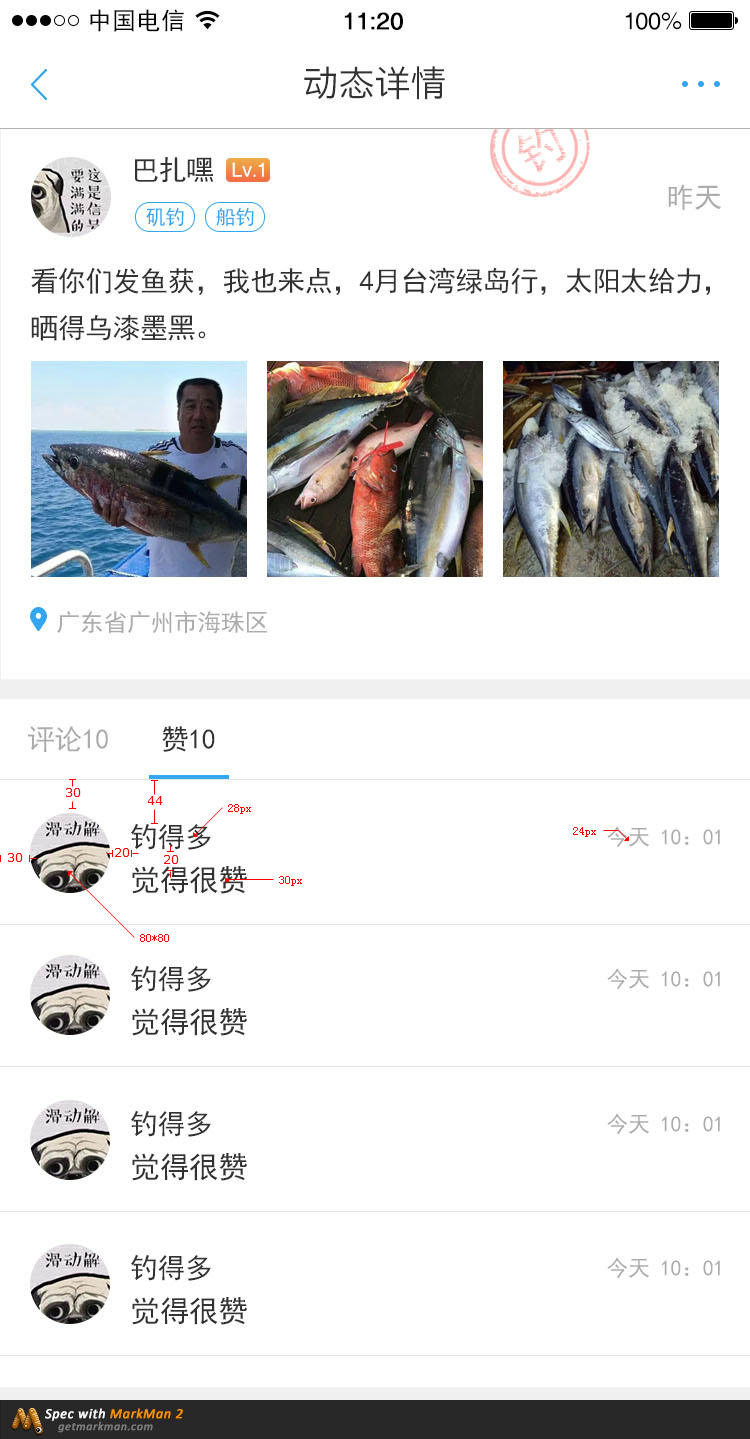 中国电信 11:20 100%
动态详情
钓
巴扎嘿 Lv.1
矶钓 船钓
昨天
要这
满是
满信
的是
看你们发鱼获，我也来点，4月台湾绿岛行，太阳太给力，
晒得乌漆墨黑。
广东省广州市海珠区
评论10 赞10
30
44
28px
滑动解
钓得多
24px
今天 10：01
30
20
20
觉得很赞
30px
80*80
滑动解
钓得多
今天 10：01
觉得很赞
滑动解
钓得多
今天 10：01
觉得很赞
滑动解
钓得多
今天 10：01
觉得很赞
Spec with MarkMan 2
getmarkman.com